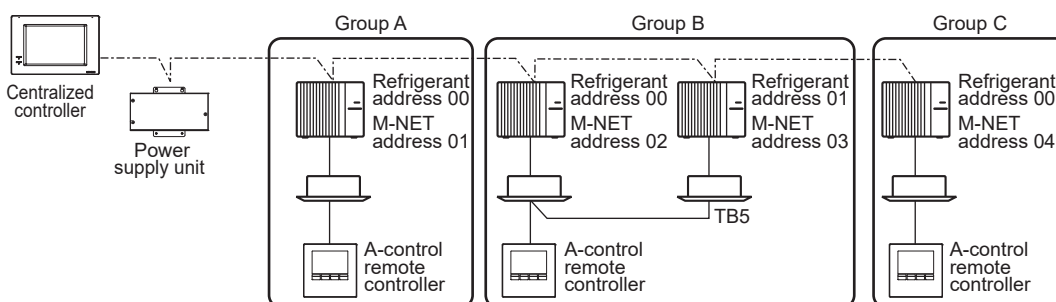 Group A
Group B
Group C
Centralized
controller
Power
supply unit
Refrigerant
address 00
M-NET
address 01
A-control
remote
controller
Refrigerant
address 00
M-NET
address 02
Refrigerant
address 01
M-NET
address 03
TB5
A-control
remote
controller
Refrigerant
address 00
M-NET
address 04
A-control
remote
controller